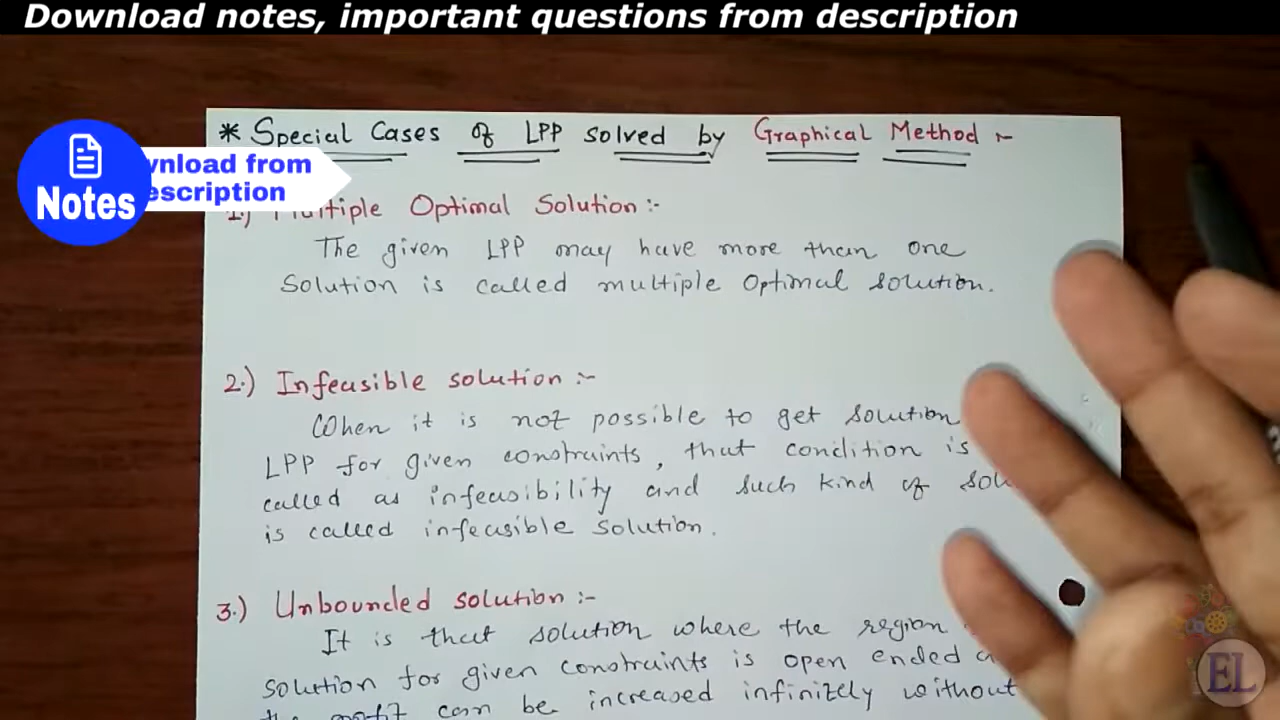 Download notes, important questions from description
* Special Cases of LPP solved by Graphical Method :-
wnload from
escription
Notes
1.) Multiple Optimal Solution :-
The given LPP may have more than one
Solution is called multiple Optimal solution.
2.) Infeasible solution :-
When it is not possible to get solution
LPP for given constraints, that condition is
called as infeasibility and such kind of solu
is called infeasible solution.
3.) Unbounded solution :-
It is that solution where the region
solution for given constraints is open ended
the profit can be increased infinitely without
EL